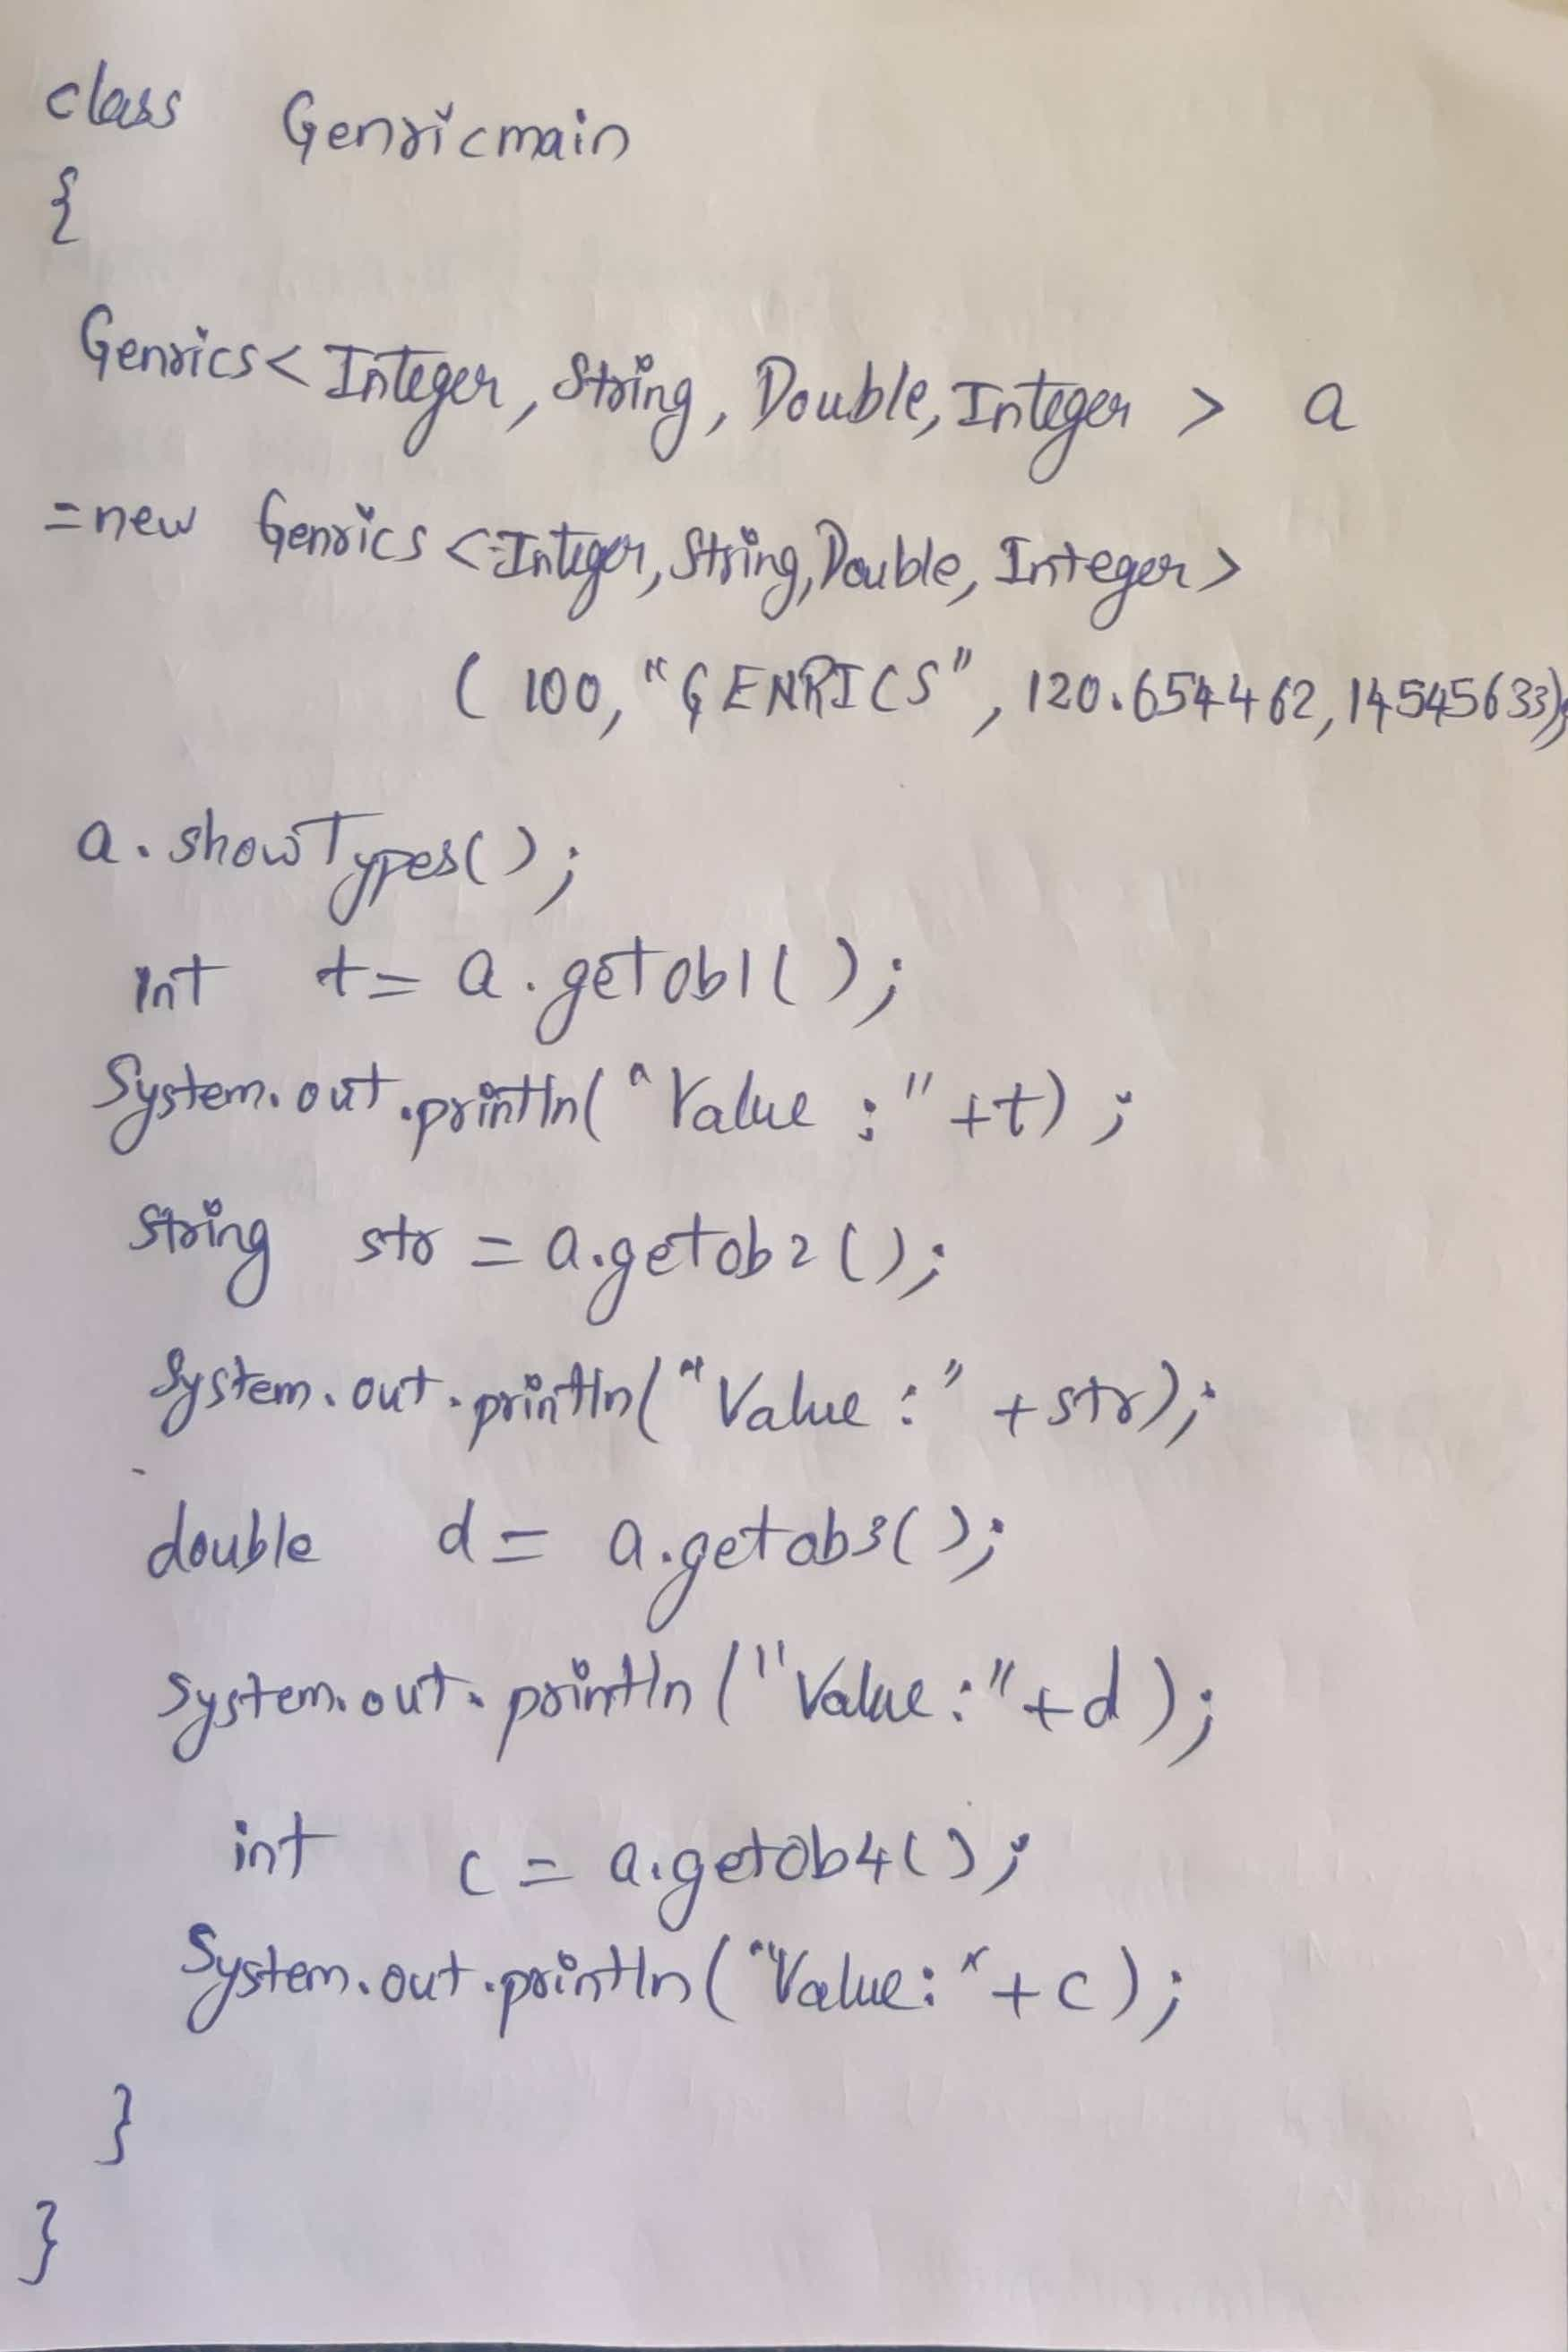 class Genricmain
{
Genrics< Integer, String, Double, Integer > a
=new Genrics <Integer, String, Double, Integer>
( 100, "GENRICS", 120.654462, 14545633);
a.showTypes();
int t= a.getob1();
System.out.println("Value :"+t);
String str = a.getob2();
System.out.println("Value :" +str);
double d= a.getob3();
System.out.println ("Value :"+d );
int c = a.getob4();
System.out.println ("Value: "+c );
}
}